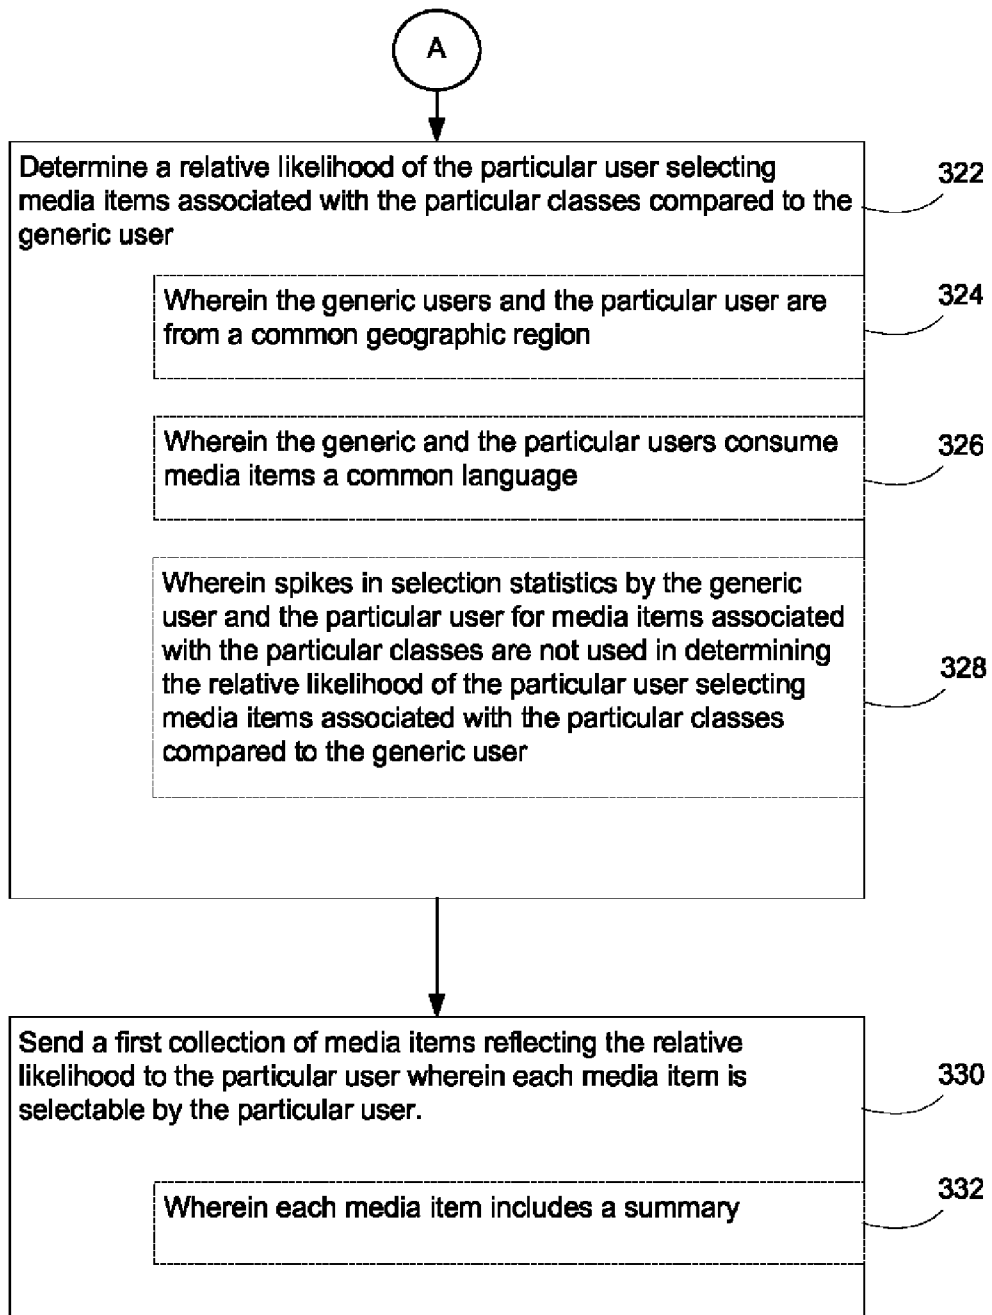 A
Determine a relative likelihood of the particular user selecting
media items associated with the particular classes compared to the
generic user
322
Wherein the generic users and the particular user are
from a common geographic region
324
Wherein the generic and the particular users consume
media items a common language
326
Wherein spikes in selection statistics by the generic
user and the particular user for media items associated
with the particular classes are not used in determining
the relative likelihood of the particular user selecting
media items associated with the particular classes
compared to the generic user
328
Send a first collection of media items reflecting the relative
likelihood to the particular user wherein each media item is
selectable by the particular user.
330
Wherein each media item includes a summary
332